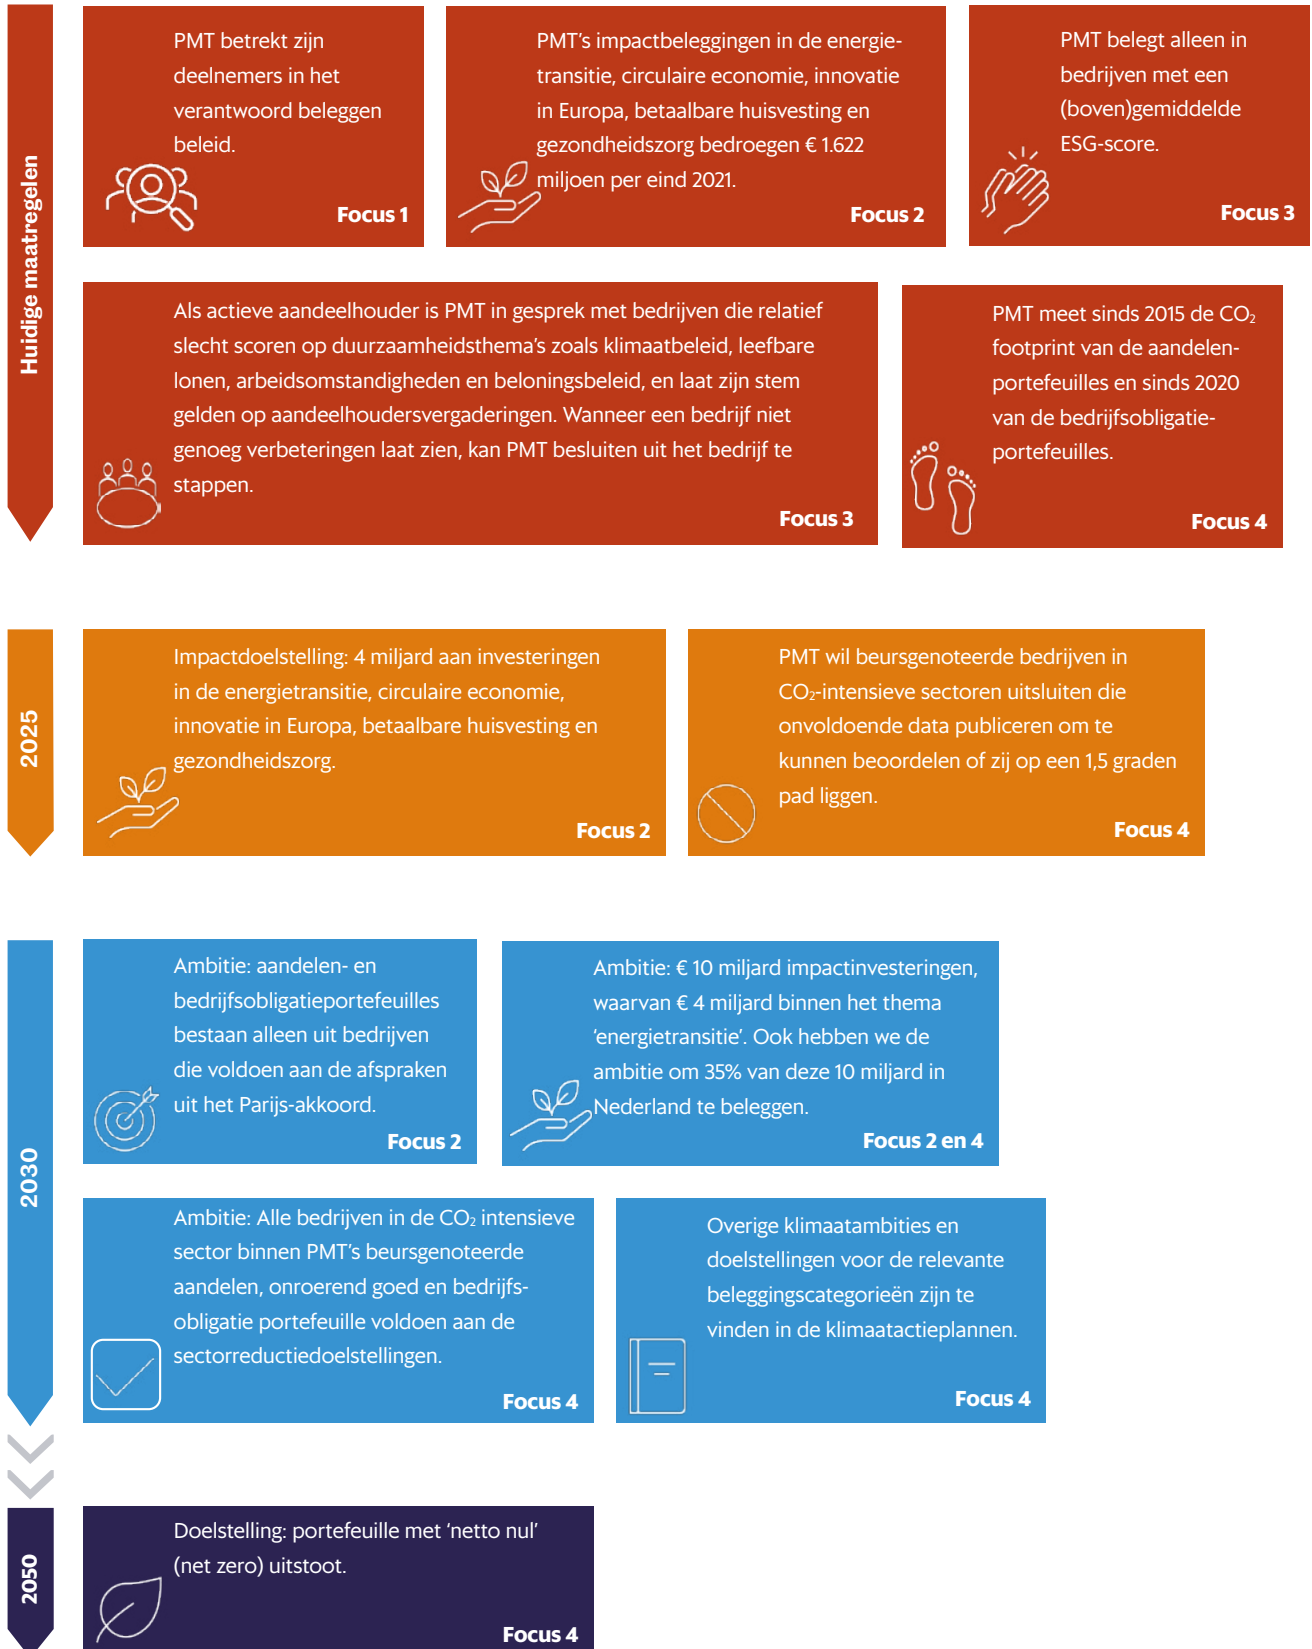 Huidige maatregelen
PMT betrekt zijn
deelnemers in het
verantwoord beleggen
beleid.
Focus 1
PMT's impactbeleggingen in de energie-
transitie, circulaire economie, innovatie
in Europa, betaalbare huisvesting en
gezondheidszorg bedroegen € 1.622
miljoen per eind 2021.
Focus 2
PMT belegt alleen in
bedrijven met een
(boven)gemiddelde
ESG-score.
Focus 3
Als actieve aandeelhouder is PMT in gesprek met bedrijven die relatief
slecht scoren op duurzaamheidsthema's zoals klimaatbeleid, leefbare
lonen, arbeidsomstandigheden en beloningsbeleid, en laat zijn stem
gelden op aandeelhoudersvergaderingen. Wanneer een bedrijf niet
genoeg verbeteringen laat zien, kan PMT besluiten uit het bedrijf te
stappen.
Focus 3
PMT meet sinds 2015 de CO₂
footprint van de aandelen-
portefeuilles en sinds 2020
van de bedrijfsobligatie-
portefeuilles.
Focus 4
2025
Impactdoelstelling: 4 miljard aan investeringen
in de energietransitie, circulaire economie,
innovatie in Europa, betaalbare huisvesting en
gezondheidszorg.
Focus 2
PMT wil beursgenoteerde bedrijven in
CO₂-intensieve sectoren uitsluiten die
onvoldoende data publiceren om te
kunnen beoordelen of zij op een 1,5 graden
pad liggen.
Focus 4
2030
Ambitie: aandelen- en
bedrijfsobligatieportefeuilles
bestaan alleen uit bedrijven
die voldoen aan de afspraken
uit het Parijs-akkoord.
Focus 2
Ambitie: € 10 miljard impactinvesteringen,
waarvan € 4 miljard binnen het thema
'energietransitie'. Ook hebben we de
ambitie om 35% van deze 10 miljard in
Nederland te beleggen.
Focus 2 en 4
Ambitie: Alle bedrijven in de CO₂ intensieve
sector binnen PMT's beursgenoteerde
aandelen, onroerend goed en bedrijfs-
obligatie portefeuille voldoen aan de
sectorreductiedoelstellingen.
Focus 4
Overige klimaatambities en
doelstellingen voor de relevante
beleggingscategorieën zijn te
vinden in de klimaatactieplannen.
Focus 4
2050
Doelstelling: portefeuille met 'netto nul'
(net zero) uitstoot.
Focus 4